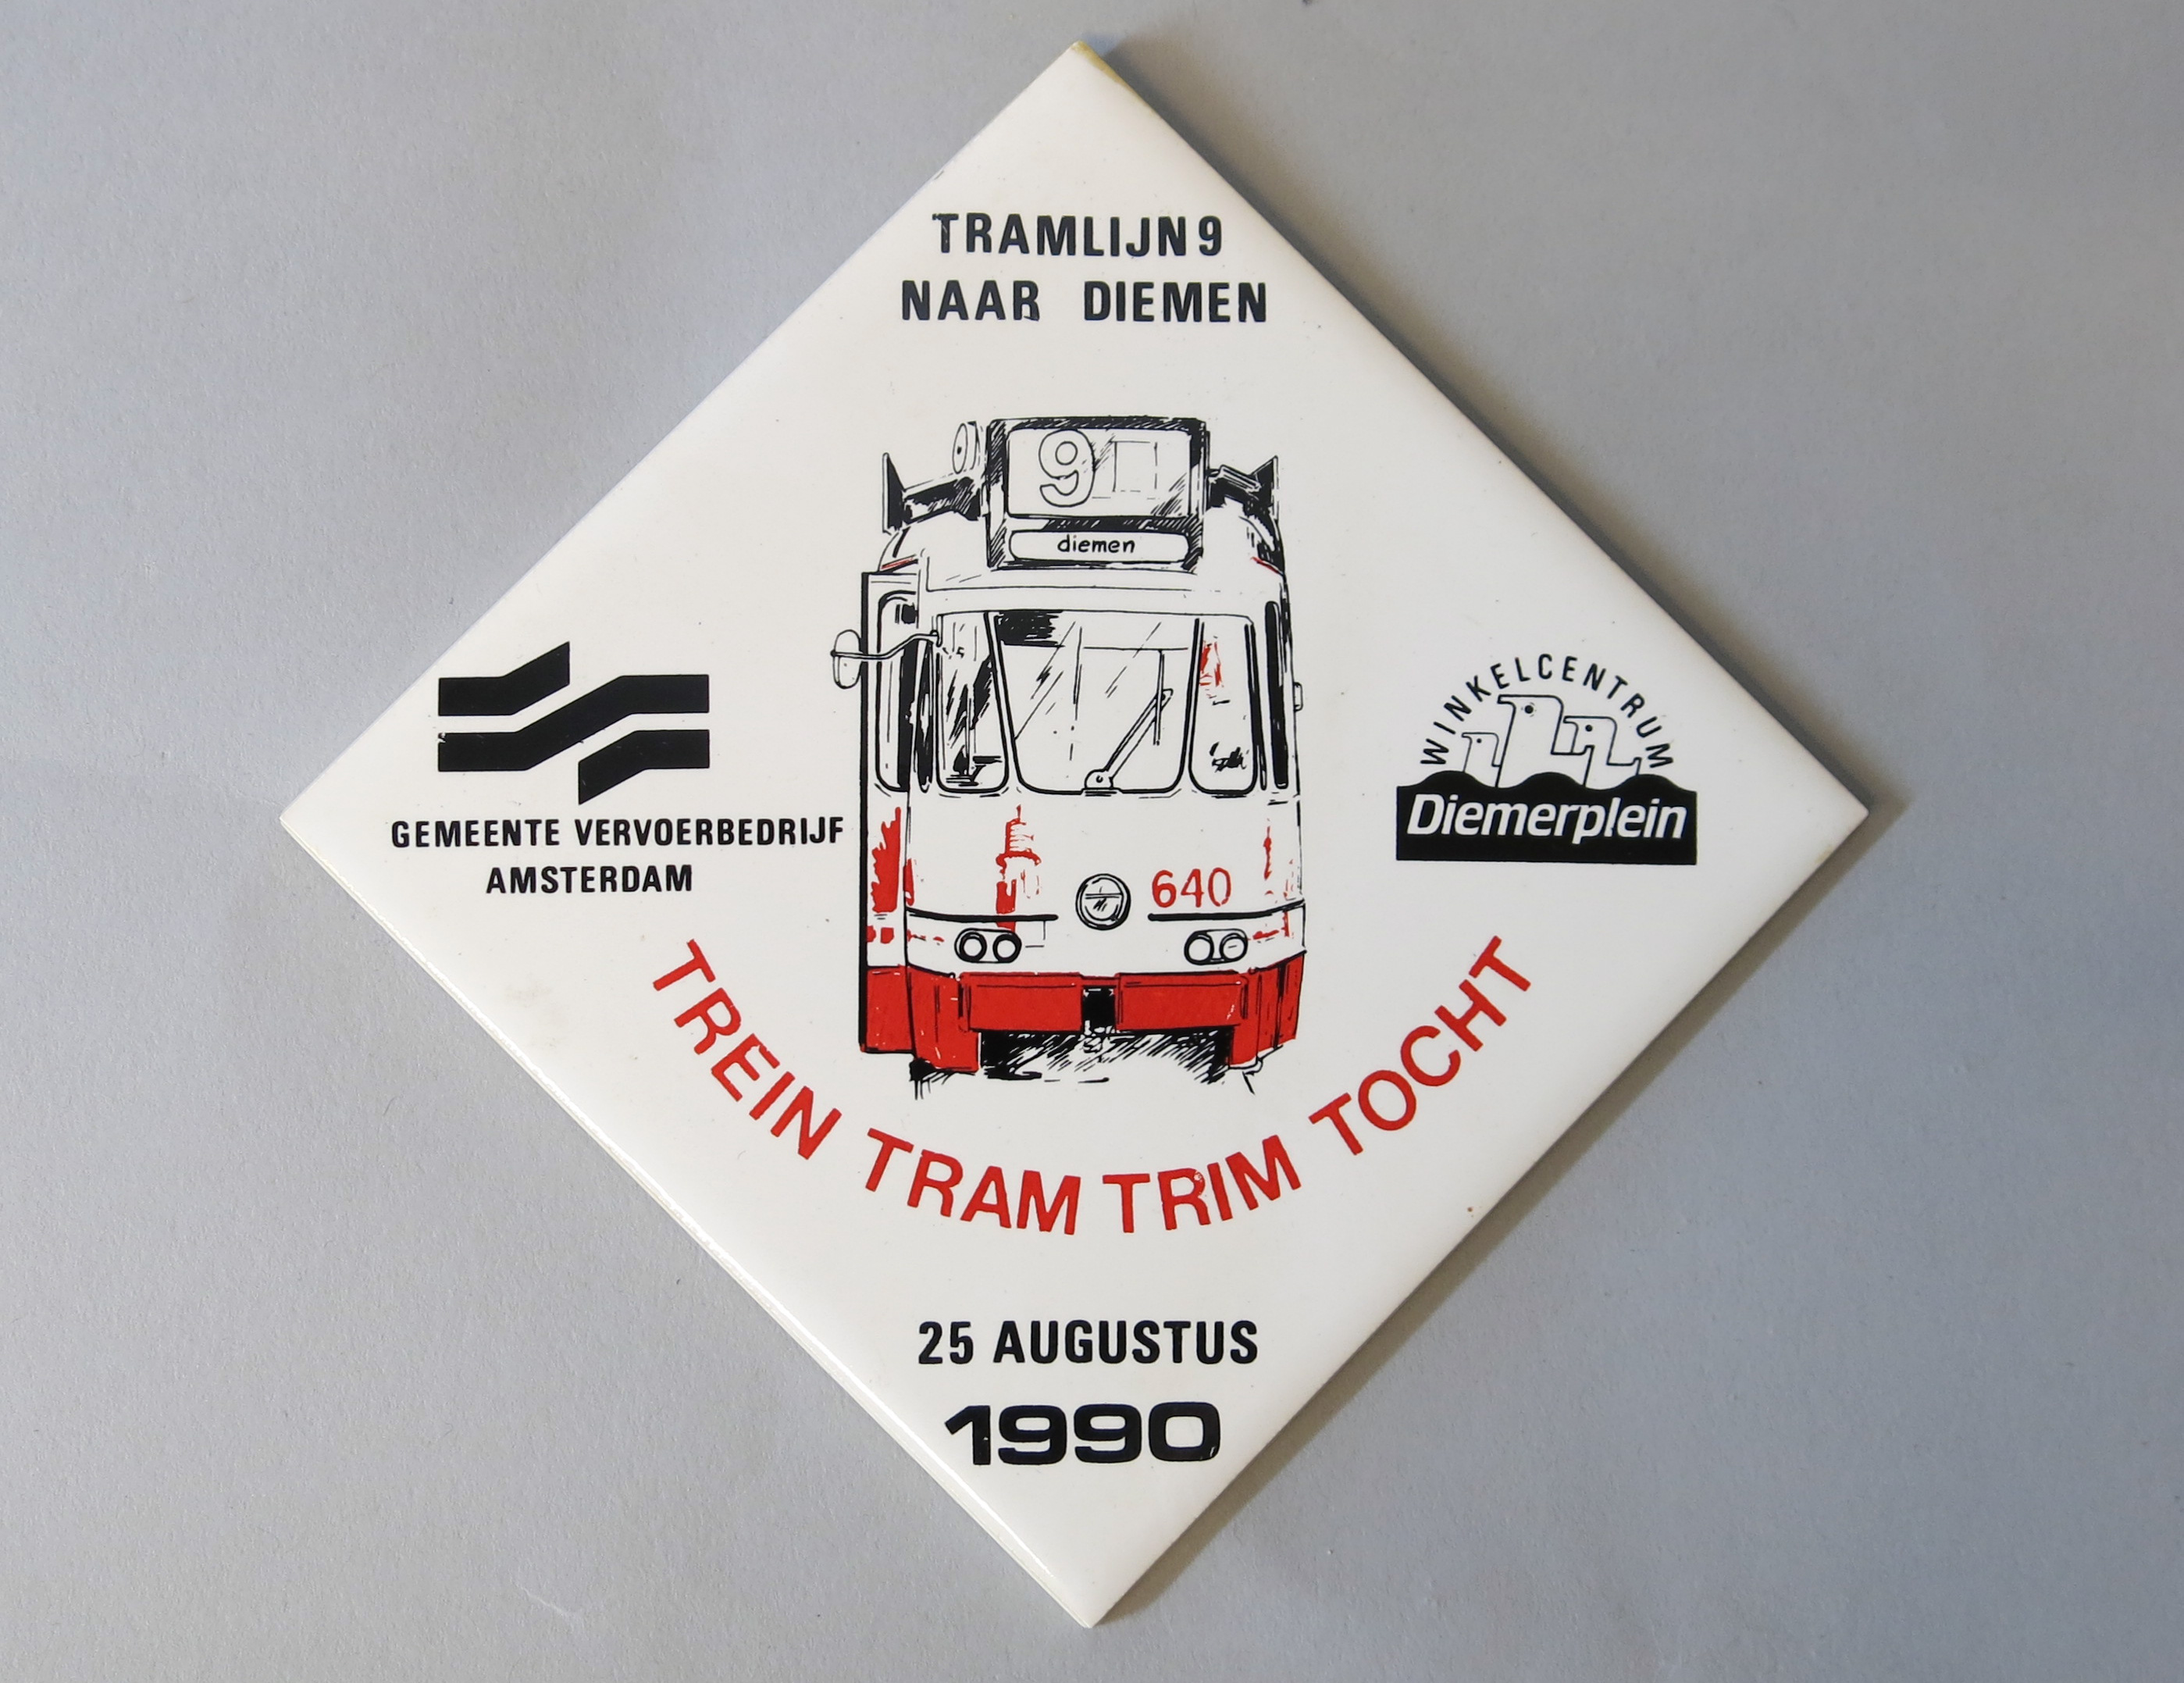 TRAMLIJN 9
NAAR DIEMEN
9
diemen
GEMEENTE VERVOERBEDRIJF
AMSTERDAM
WINKELCENTRUM
Diemerplein
640
TREIN TRAM TRIM TOCHT
25 AUGUSTUS
1990